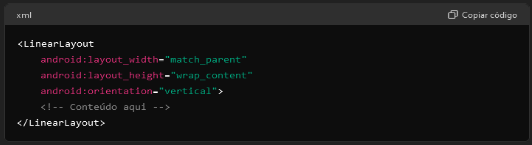 xml
Copiar código
<LinearLayout
    android:layout_width="match_parent"
    android:layout_height="wrap_content"
    android:orientation="vertical">
    <!-- Conteúdo aqui -->
</LinearLayout>